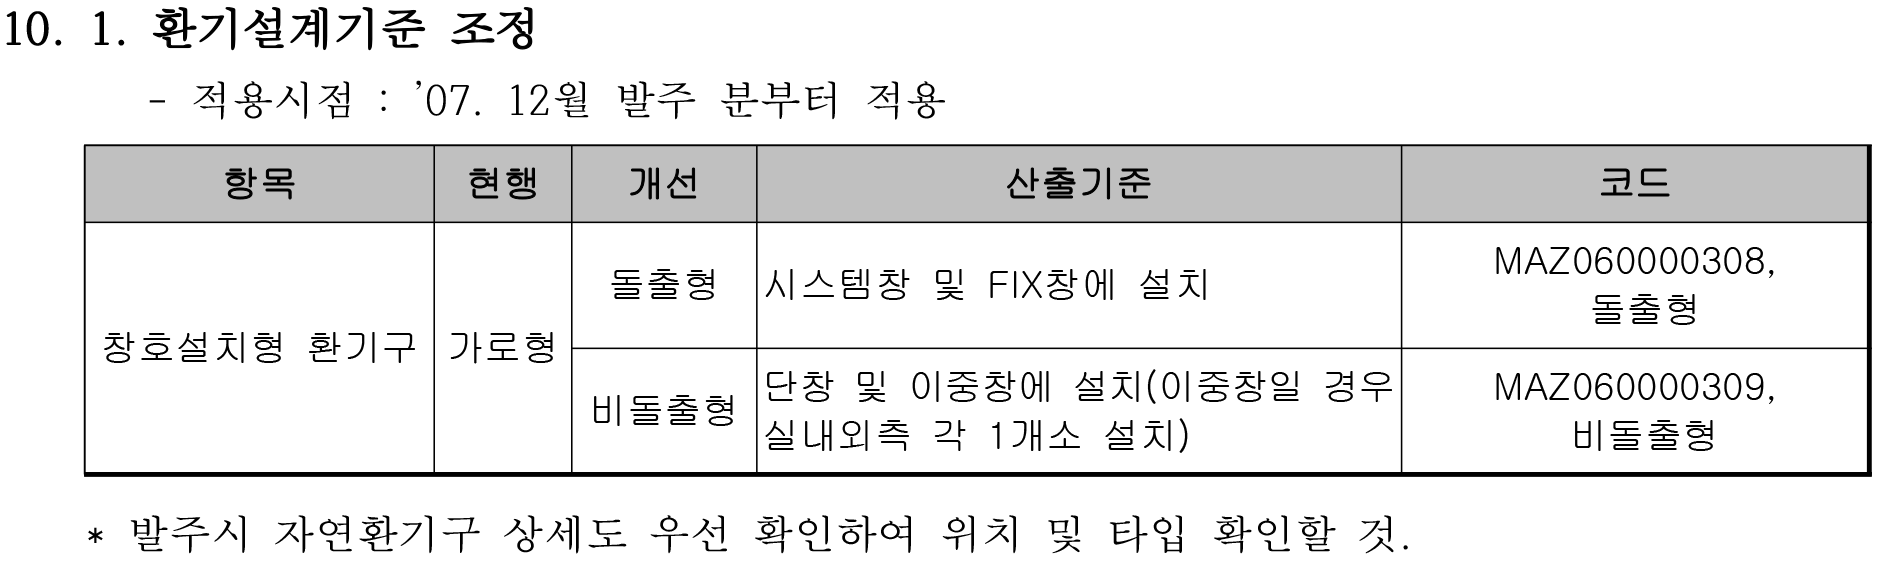 10. 1. 환기설계기준 조정
- 적용시점 : '07. 12월 발주 분부터 적용
항목 현행 개선 산출기준 코드
창호설치형 환기구 가로형 돌출형 시스템창 및 FIX창에 설치 MAZ060000308,
돌출형
비돌출형 단창 및 이중창에 설치(이중창일 경우
실내외측 각 1개소 설치) MAZ060000309,
비돌출형
* 발주시 자연환기구 상세도 우선 확인하여 위치 및 타입 확인할 것.